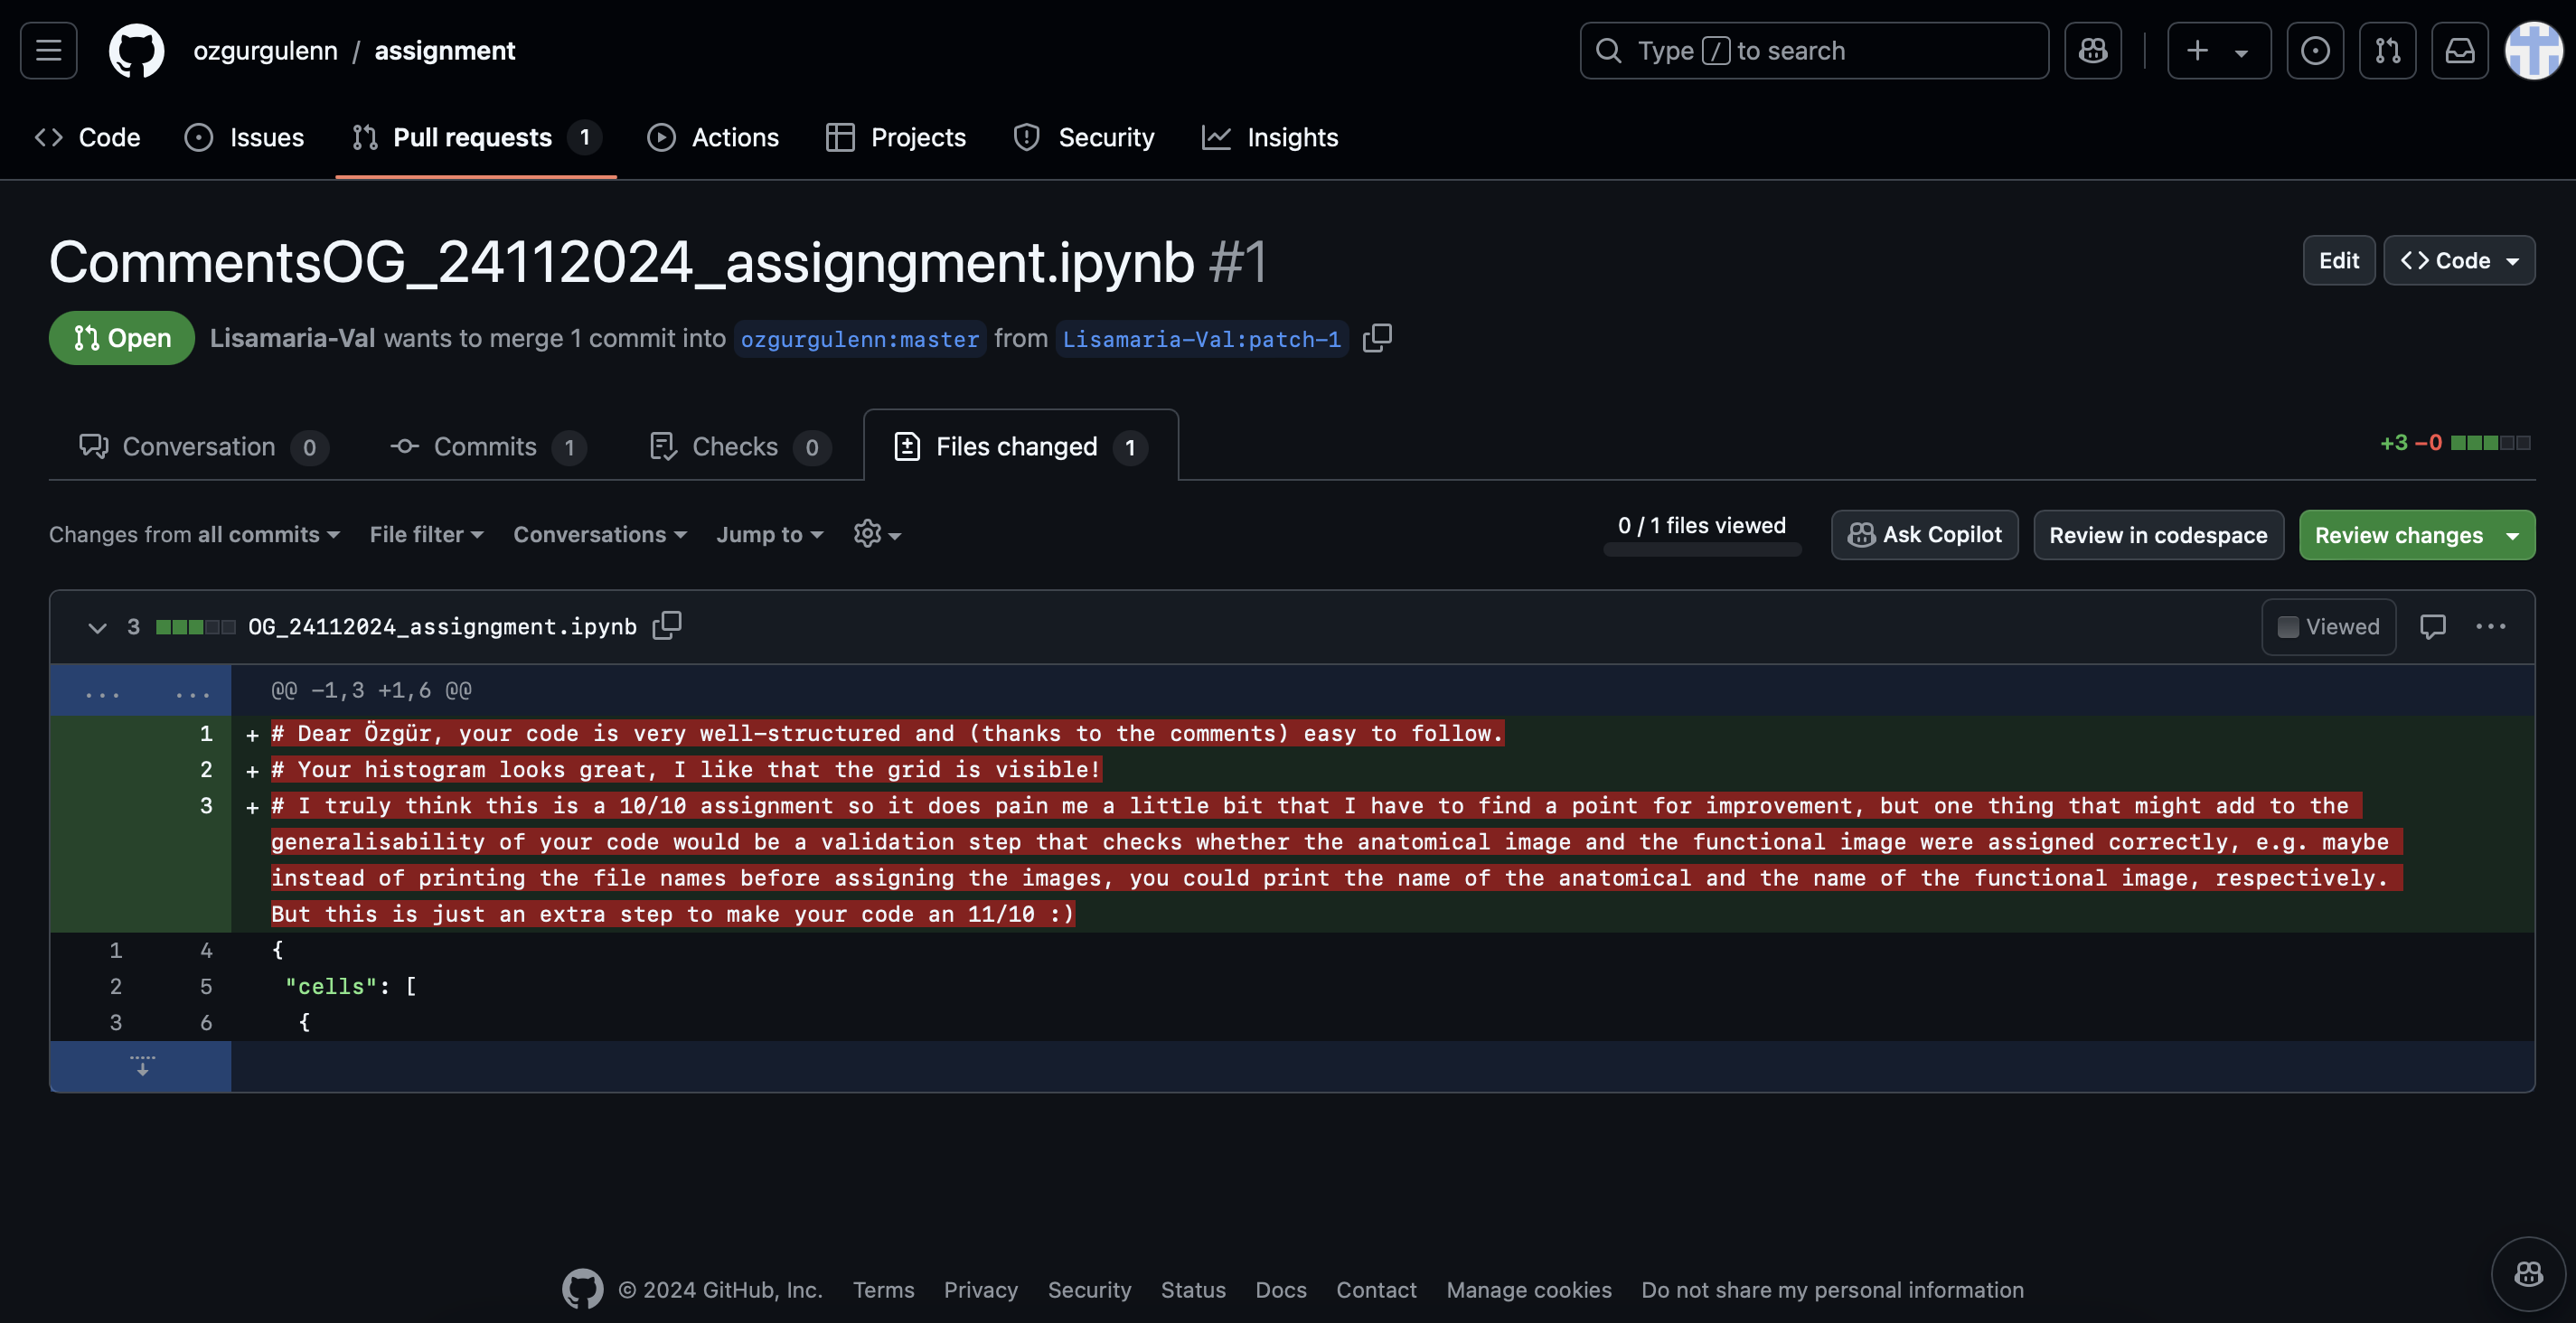 ozgurgulenn / assignment
Type / to search
Code Issues Pull requests 1 Actions Projects Security Insights
CommentsOG_24112024_assigngment.ipynb #1
Edit Code
Open Lisamaria-Val wants to merge 1 commit into ozgurgulenn:master from Lisamaria-Val:patch-1
Conversation 0 Commits 1 Checks 0 Files changed 1
+3 −0
Changes from all commits File filter Conversations Jump to
0 / 1 files viewed
Ask Copilot Review in codespace Review changes
3 OG_24112024_assigngment.ipynb
Viewed
... ... @@ -1,3 +1,6 @@
1 + # Dear Özgür, your code is very well-structured and (thanks to the comments) easy to follow.
2 + # Your histogram looks great, I like that the grid is visible!
3 + # I truly think this is a 10/10 assignment so it does pain me a little bit that I have to find a point for improvement, but one thing that might add to the
generalisability of your code would be a validation step that checks whether the anatomical image and the functional image were assigned correctly, e.g. maybe
instead of printing the file names before assigning the images, you could print the name of the anatomical and the name of the functional image, respectively.
But this is just an extra step to make your code an 11/10 :)
1 4 {
2 5 "cells": [
3 6 {
© 2024 GitHub, Inc. Terms Privacy Security Status Docs Contact Manage cookies Do not share my personal information